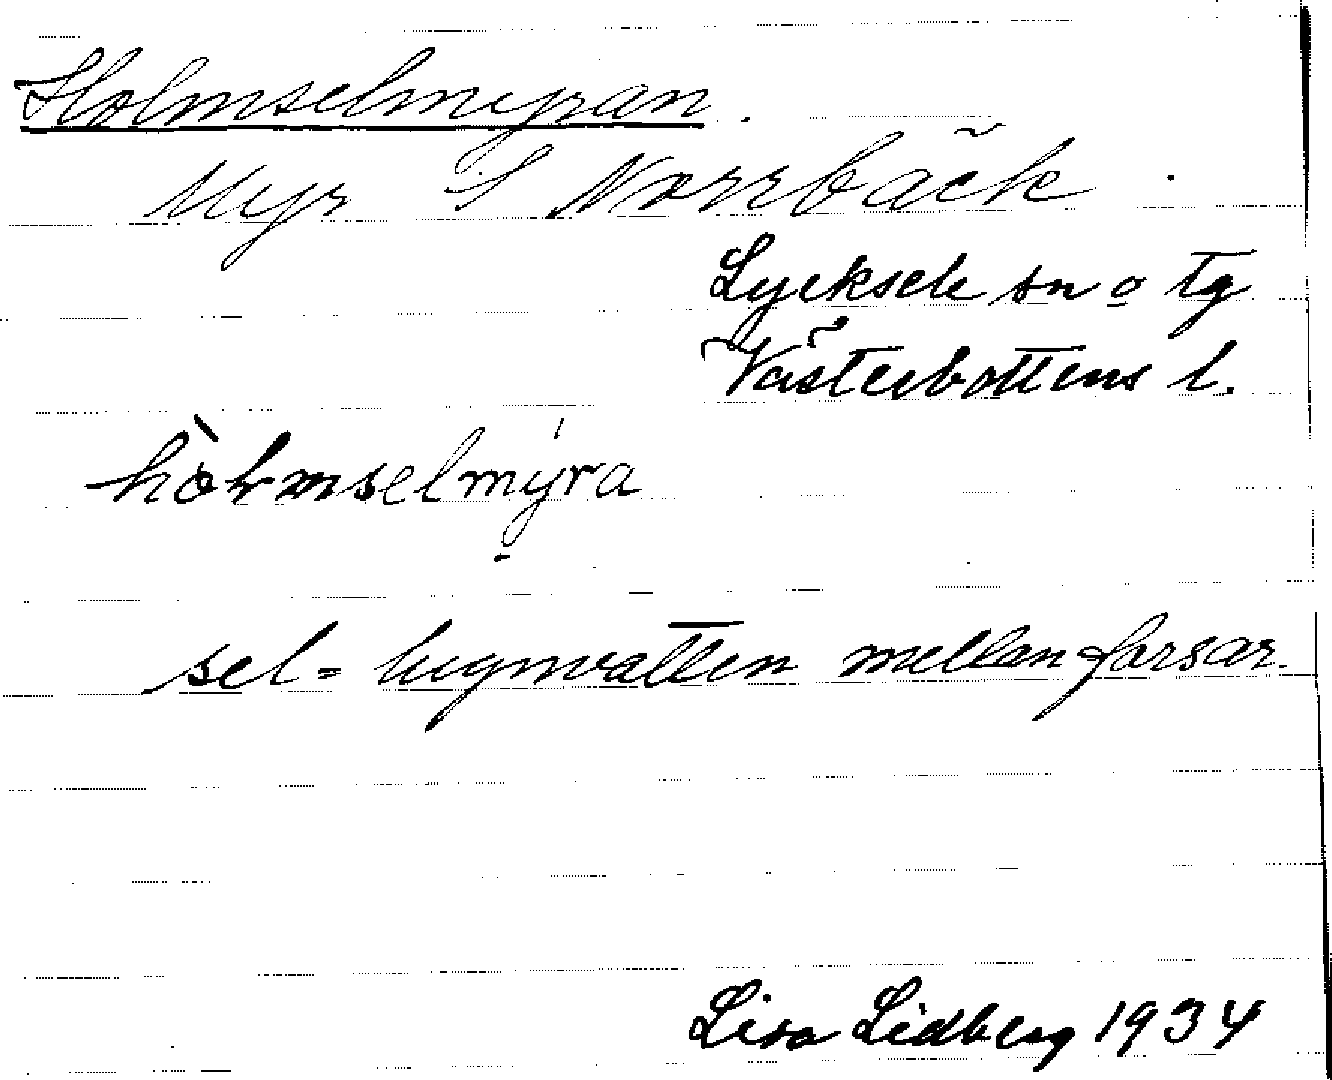 Holmselmyran.
Myr S Norrbäck.
Lycksele sn o tg
Västerbottens l.
hòlmselmýra
sel = lugnvatten mellan forsar.
Lisa Lidberg 1934